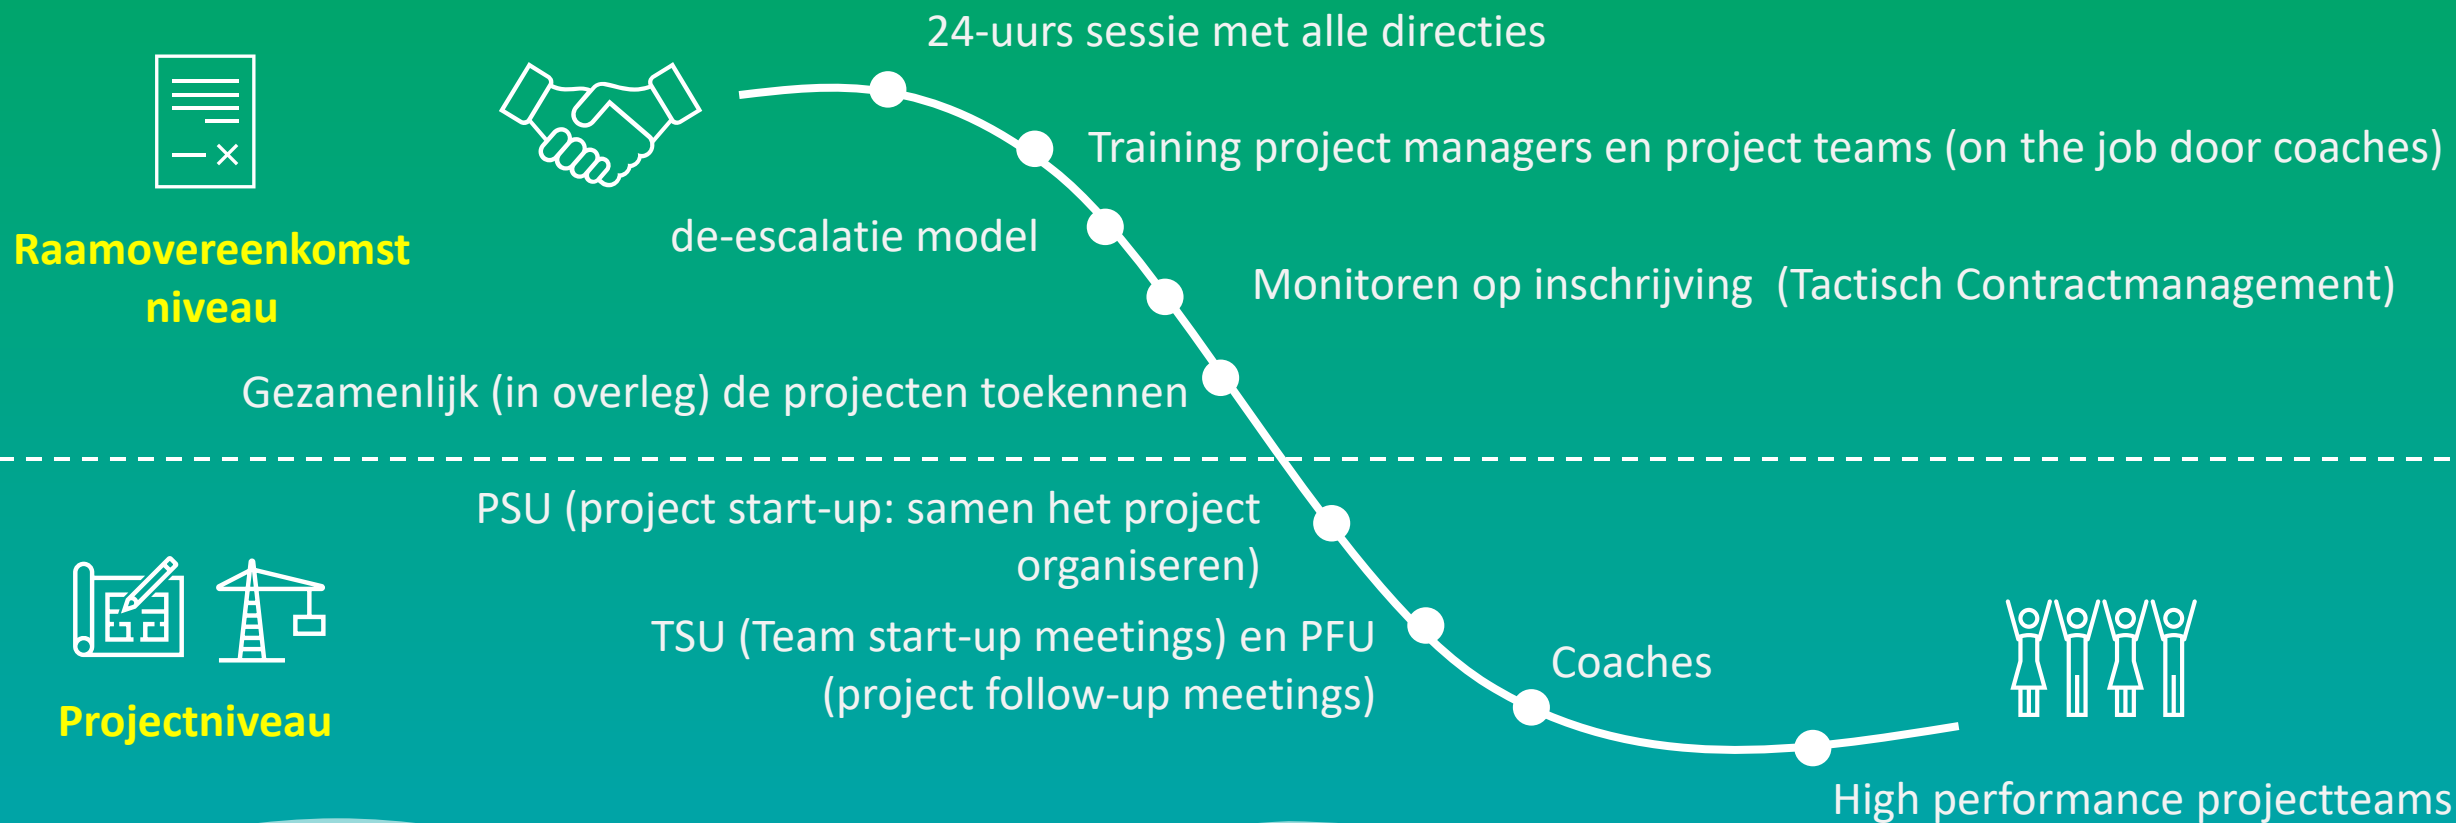 24-uurs sessie met alle directies
Training project managers en project teams (on the job door coaches)
Raamovereenkomst
niveau
de-escalatie model
Monitoren op inschrijving  (Tactisch Contractmanagement)
Gezamenlijk (in overleg) de projecten toekennen
PSU (project start-up: samen het project
organiseren)
TSU (Team start-up meetings) en PFU
(project follow-up meetings)
Coaches
Projectniveau
High performance projectteams